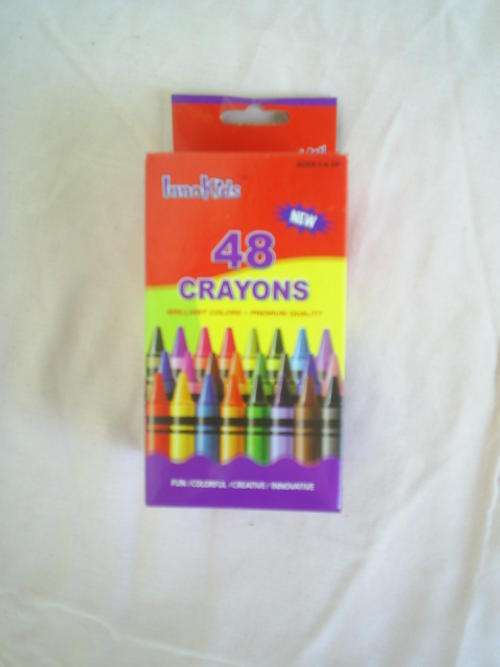 InnoKids
NEW
48
CRAYONS
BRILLIANT COLORS • PREMIUM QUALITY
FUN / COLORFUL / CREATIVE / INNOVATIVE